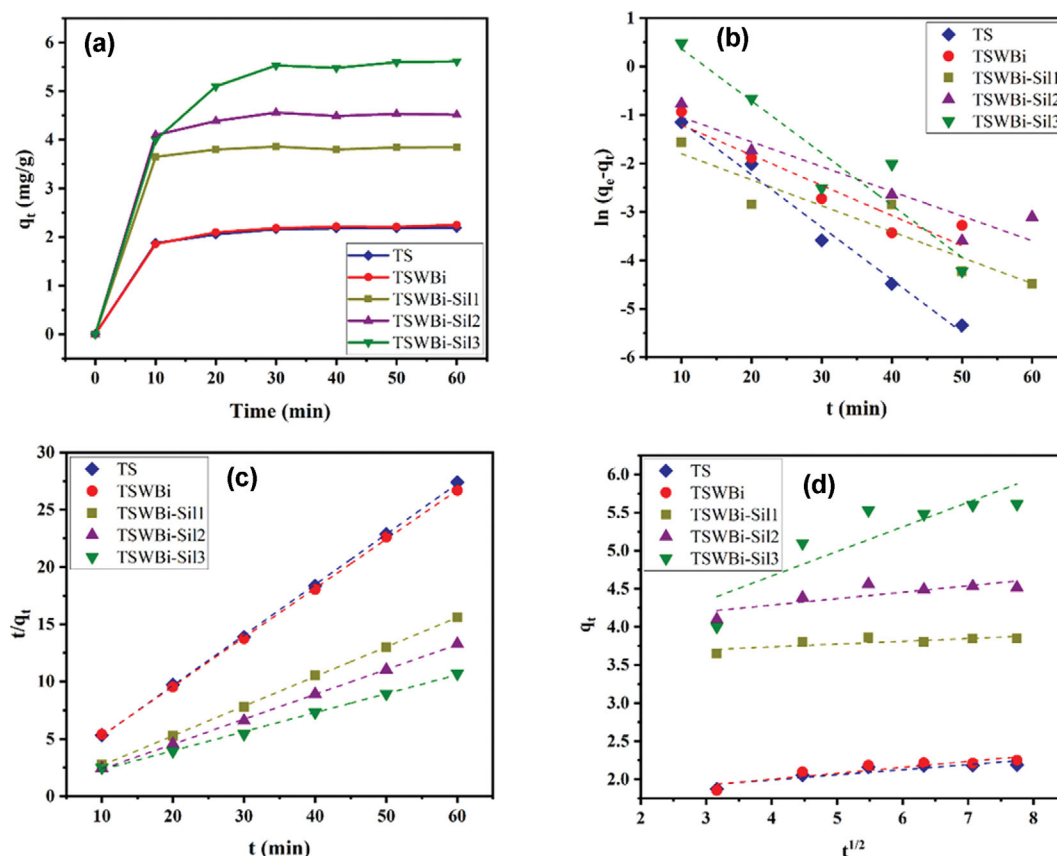 (a)
q_t (mg/g)
6
5
4
3
2
1
0
TS
TSWBi
TSWBi-Sil1
TSWBi-Sil2
TSWBi-Sil3
0 10 20 30 40 50 60
Time (min)
(b)
ln (q_e-q_t)
1
0
-1
-2
-3
-4
-5
-6
TS
TSWBi
TSWBi-Sil1
TSWBi-Sil2
TSWBi-Sil3
10 20 30 40 50 60
t (min)
(c)
t/q_t
30
25
20
15
10
5
0
TS
TSWBi
TSWBi-Sil1
TSWBi-Sil2
TSWBi-Sil3
10 20 30 40 50 60
t (min)
(d)
q_t
6.0
5.5
5.0
4.5
4.0
3.5
2.5
2.0
TS
TSWBi
TSWBi-Sil1
TSWBi-Sil2
TSWBi-Sil3
2 3 4 5 6 7 8
t^1/2